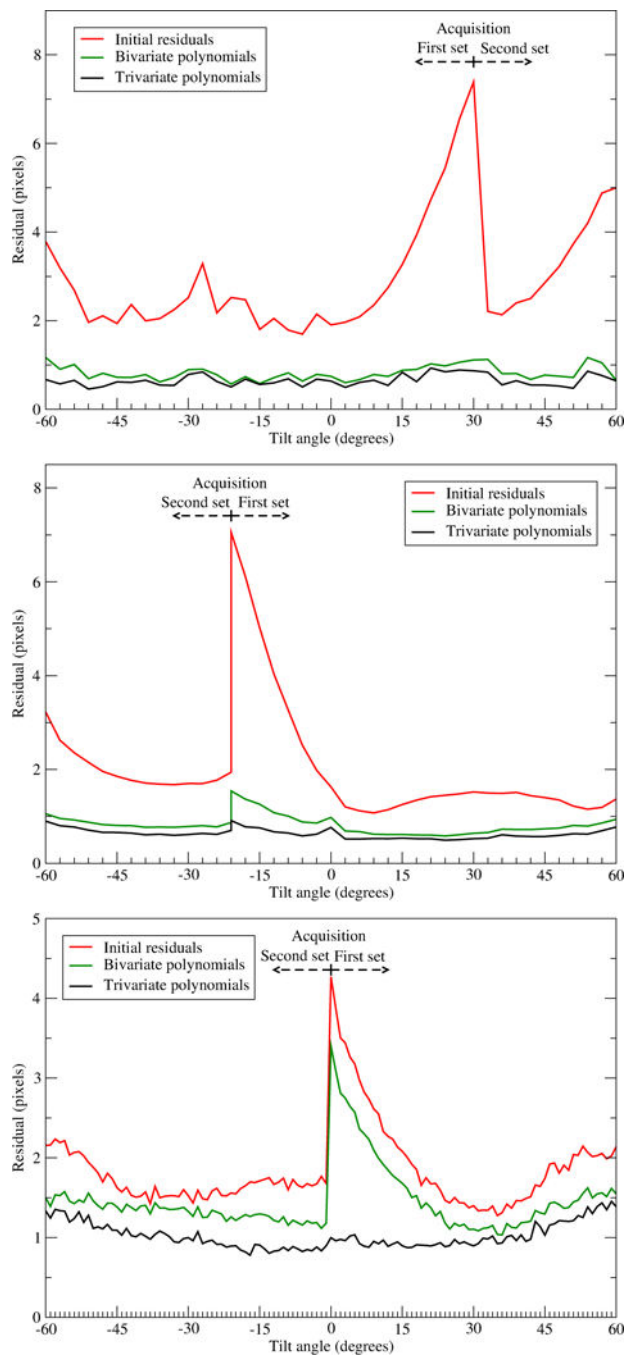 8
6
4
2
0
Residual (pixels)
Initial residuals
Bivariate polynomials
Trivariate polynomials
Acquisition
First set Second set
-60 -45 -30 -15 0 15 30 45 60
Tilt angle (degrees)
8
6
4
2
0
Residual (pixels)
Acquisition
Second set First set
Initial residuals
Bivariate polynomials
Trivariate polynomials
-60 -45 -30 -15 0 15 30 45 60
Tilt angle (degrees)
5
4
3
2
1
0
Residual (pixels)
Initial residuals
Bivariate polynomials
Trivariate polynomials
Acquisition
Second set First set
-60 -45 -30 -15 0 15 30 45 60
Tilt angle (degrees)